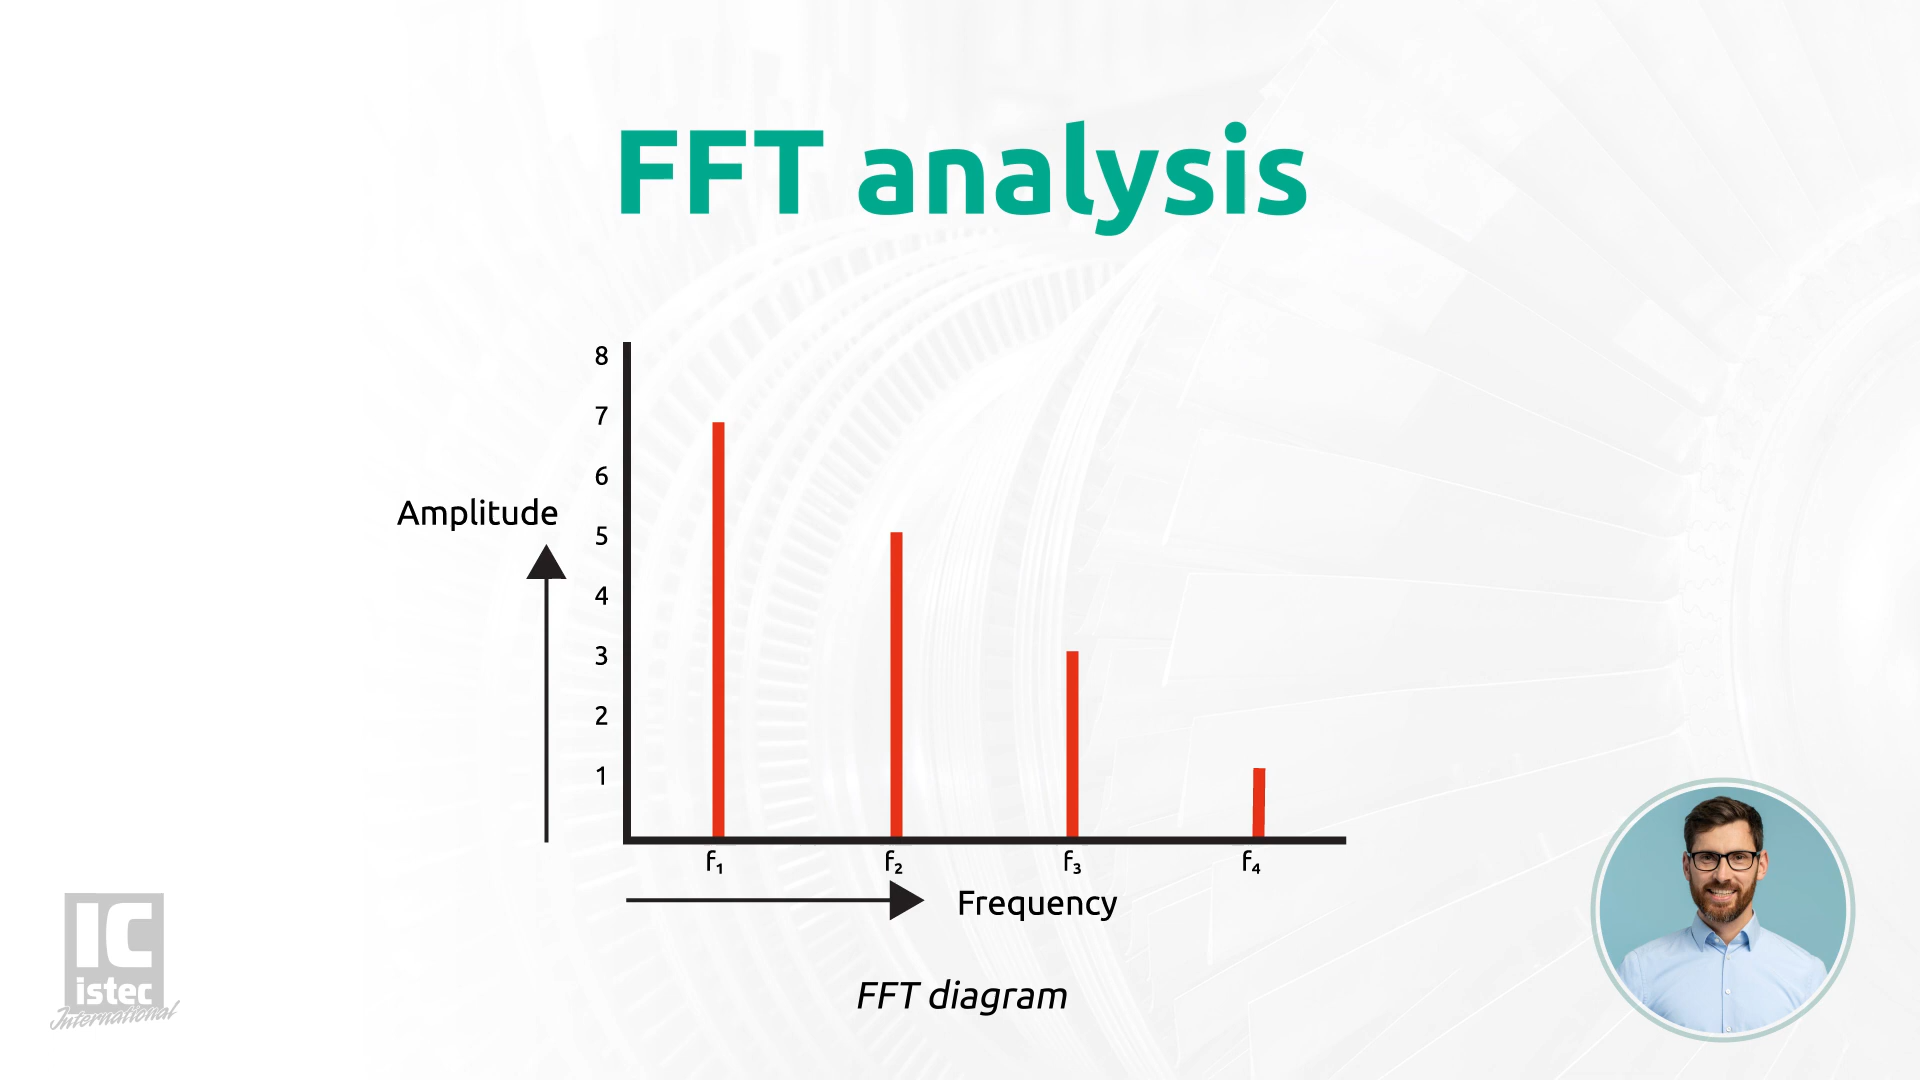 FFT analysis
8
7
6
Amplitude
5
4
3
2
1
f₁ f₂ f₃ f₄
Frequency
FFT diagram
IC
istec
International